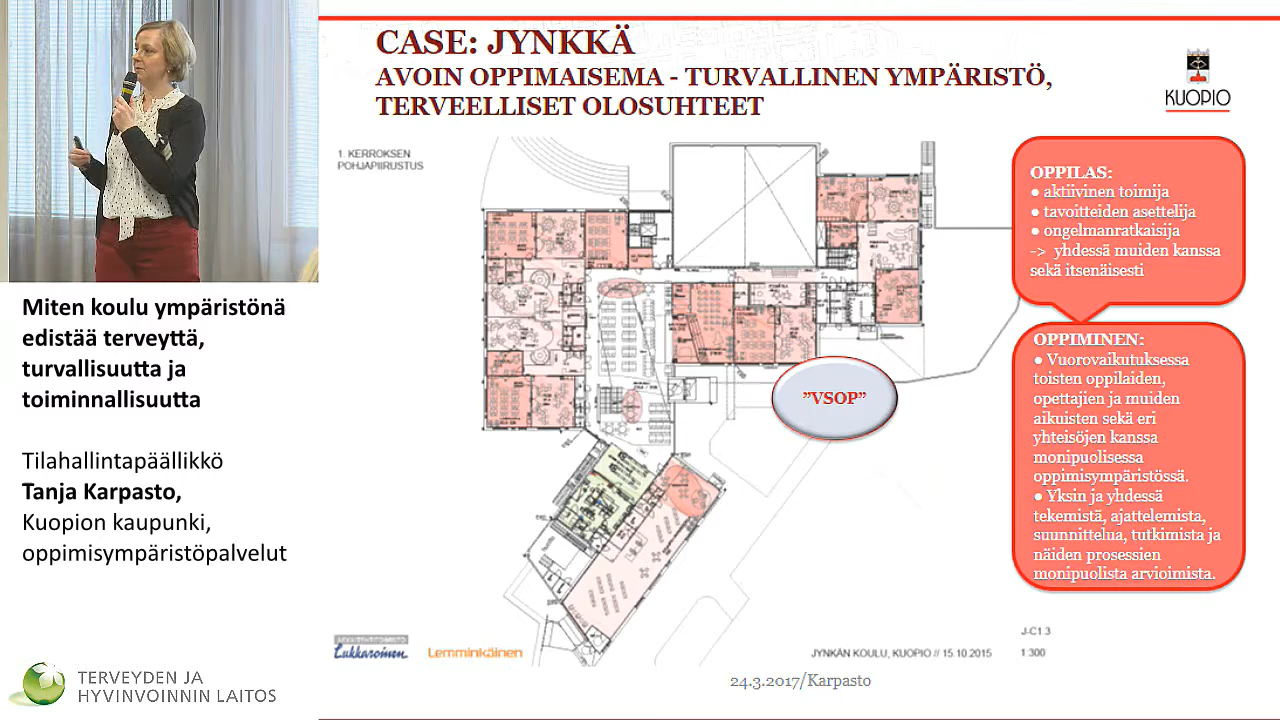 CASE: JYNKKÄ
AVOIN OPPIMAISEMA - TURVALLINEN YMPÄRISTÖ,
TERVEELLISET OLOSUHTEET
KUOPIO
1. KERROKSEN
POHJAPIIRUSTUS
OPPILAS:
● aktiivinen toimija
● tavoitteiden asettelija
● ongelmanratkaisija
-> yhdessä muiden kanssa
sekä itsenäisesti
OPPIMINEN:
● Vuorovaikutuksessa
toisten oppilaiden,
opettajien ja muiden
aikuisten sekä eri
yhteisöjen kanssa
monipuolisessa
oppimisympäristössä.
● Yksin ja yhdessä
tekemistä, ajattelemista,
suunnittelua, tutkimista ja
näiden prosessien
monipuolista arvioimista.
”VSOP”
Miten koulu ympäristönä
edistää terveyttä,
turvallisuutta ja
toiminnallisuutta
Tilahallintapäällikkö
Tanja Karpasto,
Kuopion kaupunki,
oppimisympäristöpalvelut
TERVEYDEN JA
HYVINVOINNIN LAITOS
Lukkaroinen
Lemminkäinen
JYNKÄN KOULU, KUOPIO // 15.10.2015
J-C1.3
1:300
24.3.2017/Karpasto